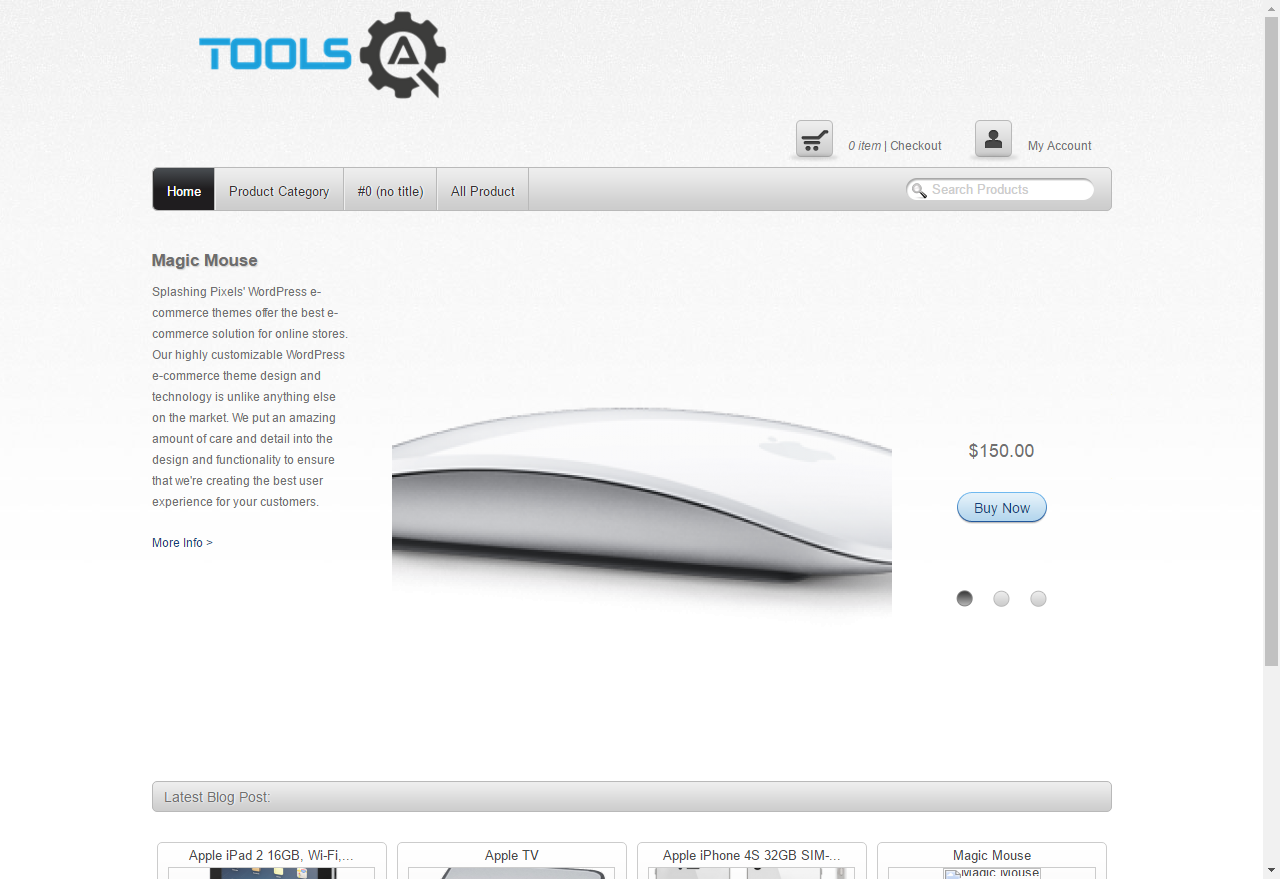 TOOLS QA
0 item | Checkout
My Account
Home
Product Category
#0 (no title)
All Product
Search Products
Magic Mouse
Splashing Pixels' WordPress e-
commerce themes offer the best e-
commerce solution for online stores.
Our highly customizable WordPress
e-commerce theme design and
technology is unlike anything else
on the market. We put an amazing
amount of care and detail into the
design and functionality to ensure
that we're creating the best user
experience for your customers.
More Info >
$150.00
Buy Now
Latest Blog Post:
Apple iPad 2 16GB, Wi-Fi,...
Apple TV
Apple iPhone 4S 32GB SIM-...
Magic Mouse
Magic Mouse